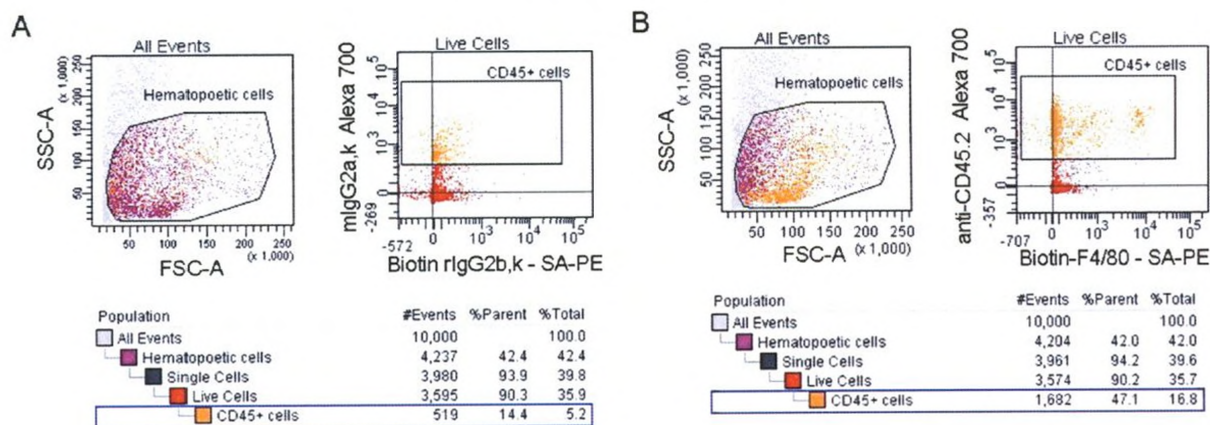 A
All Events
SSC-A
(x 1,000)
250
200
150
100
50
Hematopoetic cells
50 100 150 200 250
(x 1,000)
FSC-A
Live Cells
mIgG2a,k Alexa 700
10^5
10^4
10^3
0
-269
CD45+ cells
-572 0 10^3 10^4 10^5
Biotin rIgG2b,k - SA-PE
Population #Events %Parent %Total
All Events 10,000 100.0
Hematopoetic cells 4,237 42.4 42.4
Single Cells 3,980 93.9 39.8
Live Cells 3,595 90.3 35.9
CD45+ cells 519 14.4 5.2
B
All Events
SSC-A
(x 1,000)
250
200
150
100
50
Hematopoetic cells
50 100 150 200 250
(x 1,000)
FSC-A
Live Cells
anti-CD45.2 Alexa 700
10^5
10^4
10^3
0
-357
CD45+ cells
-707 0 10^3 10^4 10^5
Biotin-F4/80 - SA-PE
Population #Events %Parent %Total
All Events 10,000 100.0
Hematopoetic cells 4,204 42.0 42.0
Single Cells 3,961 94.2 39.6
Live Cells 3,574 90.2 35.7
CD45+ cells 1,682 47.1 16.8